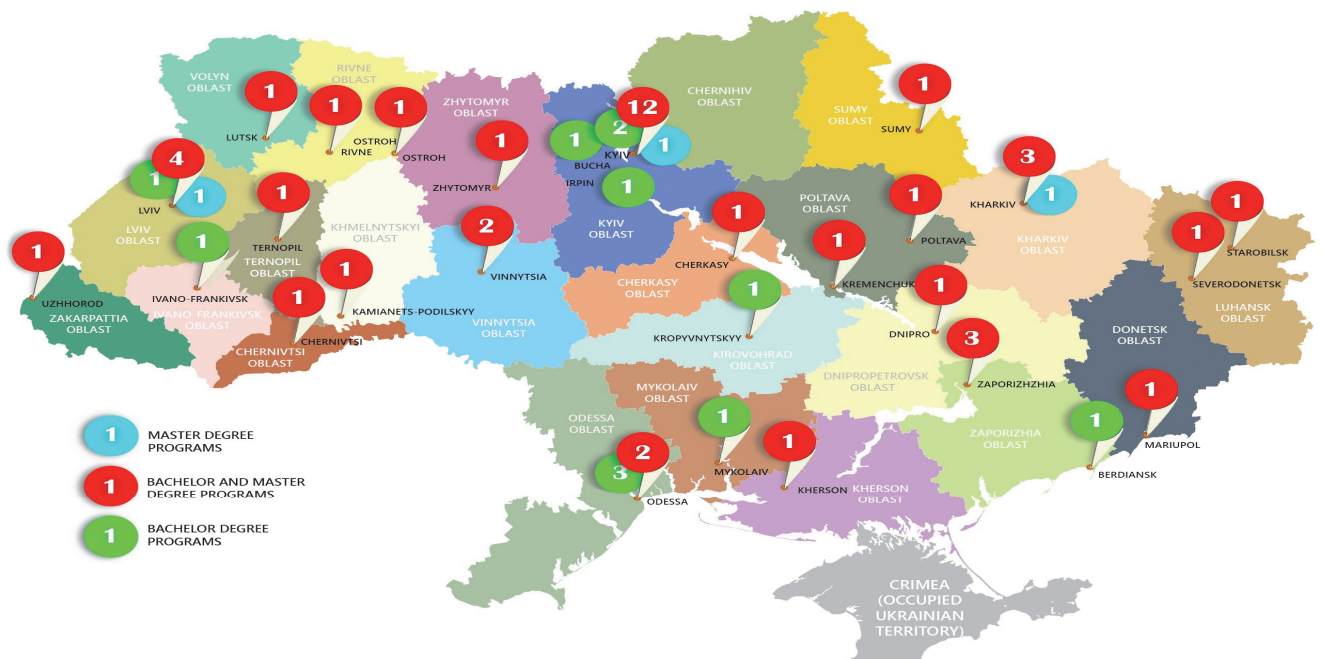 VOLYN
OBLAST
1
LUTSK
RIVNE
OBLAST
1
OSTROH
RIVNE
1
OSTROH
ZHYTOMYR
OBLAST
1
ZHYTOMYR
12
2
1
KYIV
1
BUCHA
IRPIN
1
KYIV
OBLAST
CHERNIHIV
OBLAST
SUMY
OBLAST
1
SUMY
4
1
1
LVIV
LVIV
OBLAST
1
TERNOPIL
TERNOPIL
OBLAST
KHMELNYTSKYI
OBLAST
1
KAMIANETS-PODILSKYY
1
UZHHOROD
ZAKARPATTIA
OBLAST
1
IVANO-FRANKIVSK
IVANO-FRANKIVSK
OBLAST
1
CHERNIVTSI
CHERNIVTSI
OBLAST
2
VINNYTSIA
VINNYTSIA
OBLAST
1
CHERKASY
CHERKASY
OBLAST
POLTAVA
OBLAST
1
POLTAVA
1
KREMENCHUK
3
1
KHARKIV
KHARKIV
OBLAST
1
STAROBILSK
1
SEVERODONETSK
LUHANSK
OBLAST
1
KROPYVNYTSKYY
KIROVOHRAD
OBLAST
1
DNIPRO
DNIPROPETROVSK
OBLAST
DONETSK
OBLAST
1
MARIUPOL
3
ZAPORIZHZHIA
ZAPORIZHIA
OBLAST
1
BERDIANSK
ODESSA
OBLAST
3
2
ODESSA
MYKOLAIV
OBLAST
1
MYKOLAIV
1
KHERSON
KHERSON
OBLAST
CRIMEA
(OCCUPIED
UKRAINIAN
TERRITORY)
1
MASTER DEGREE
PROGRAMS
1
BACHELOR AND MASTER
DEGREE PROGRAMS
1
BACHELOR DEGREE
PROGRAMS